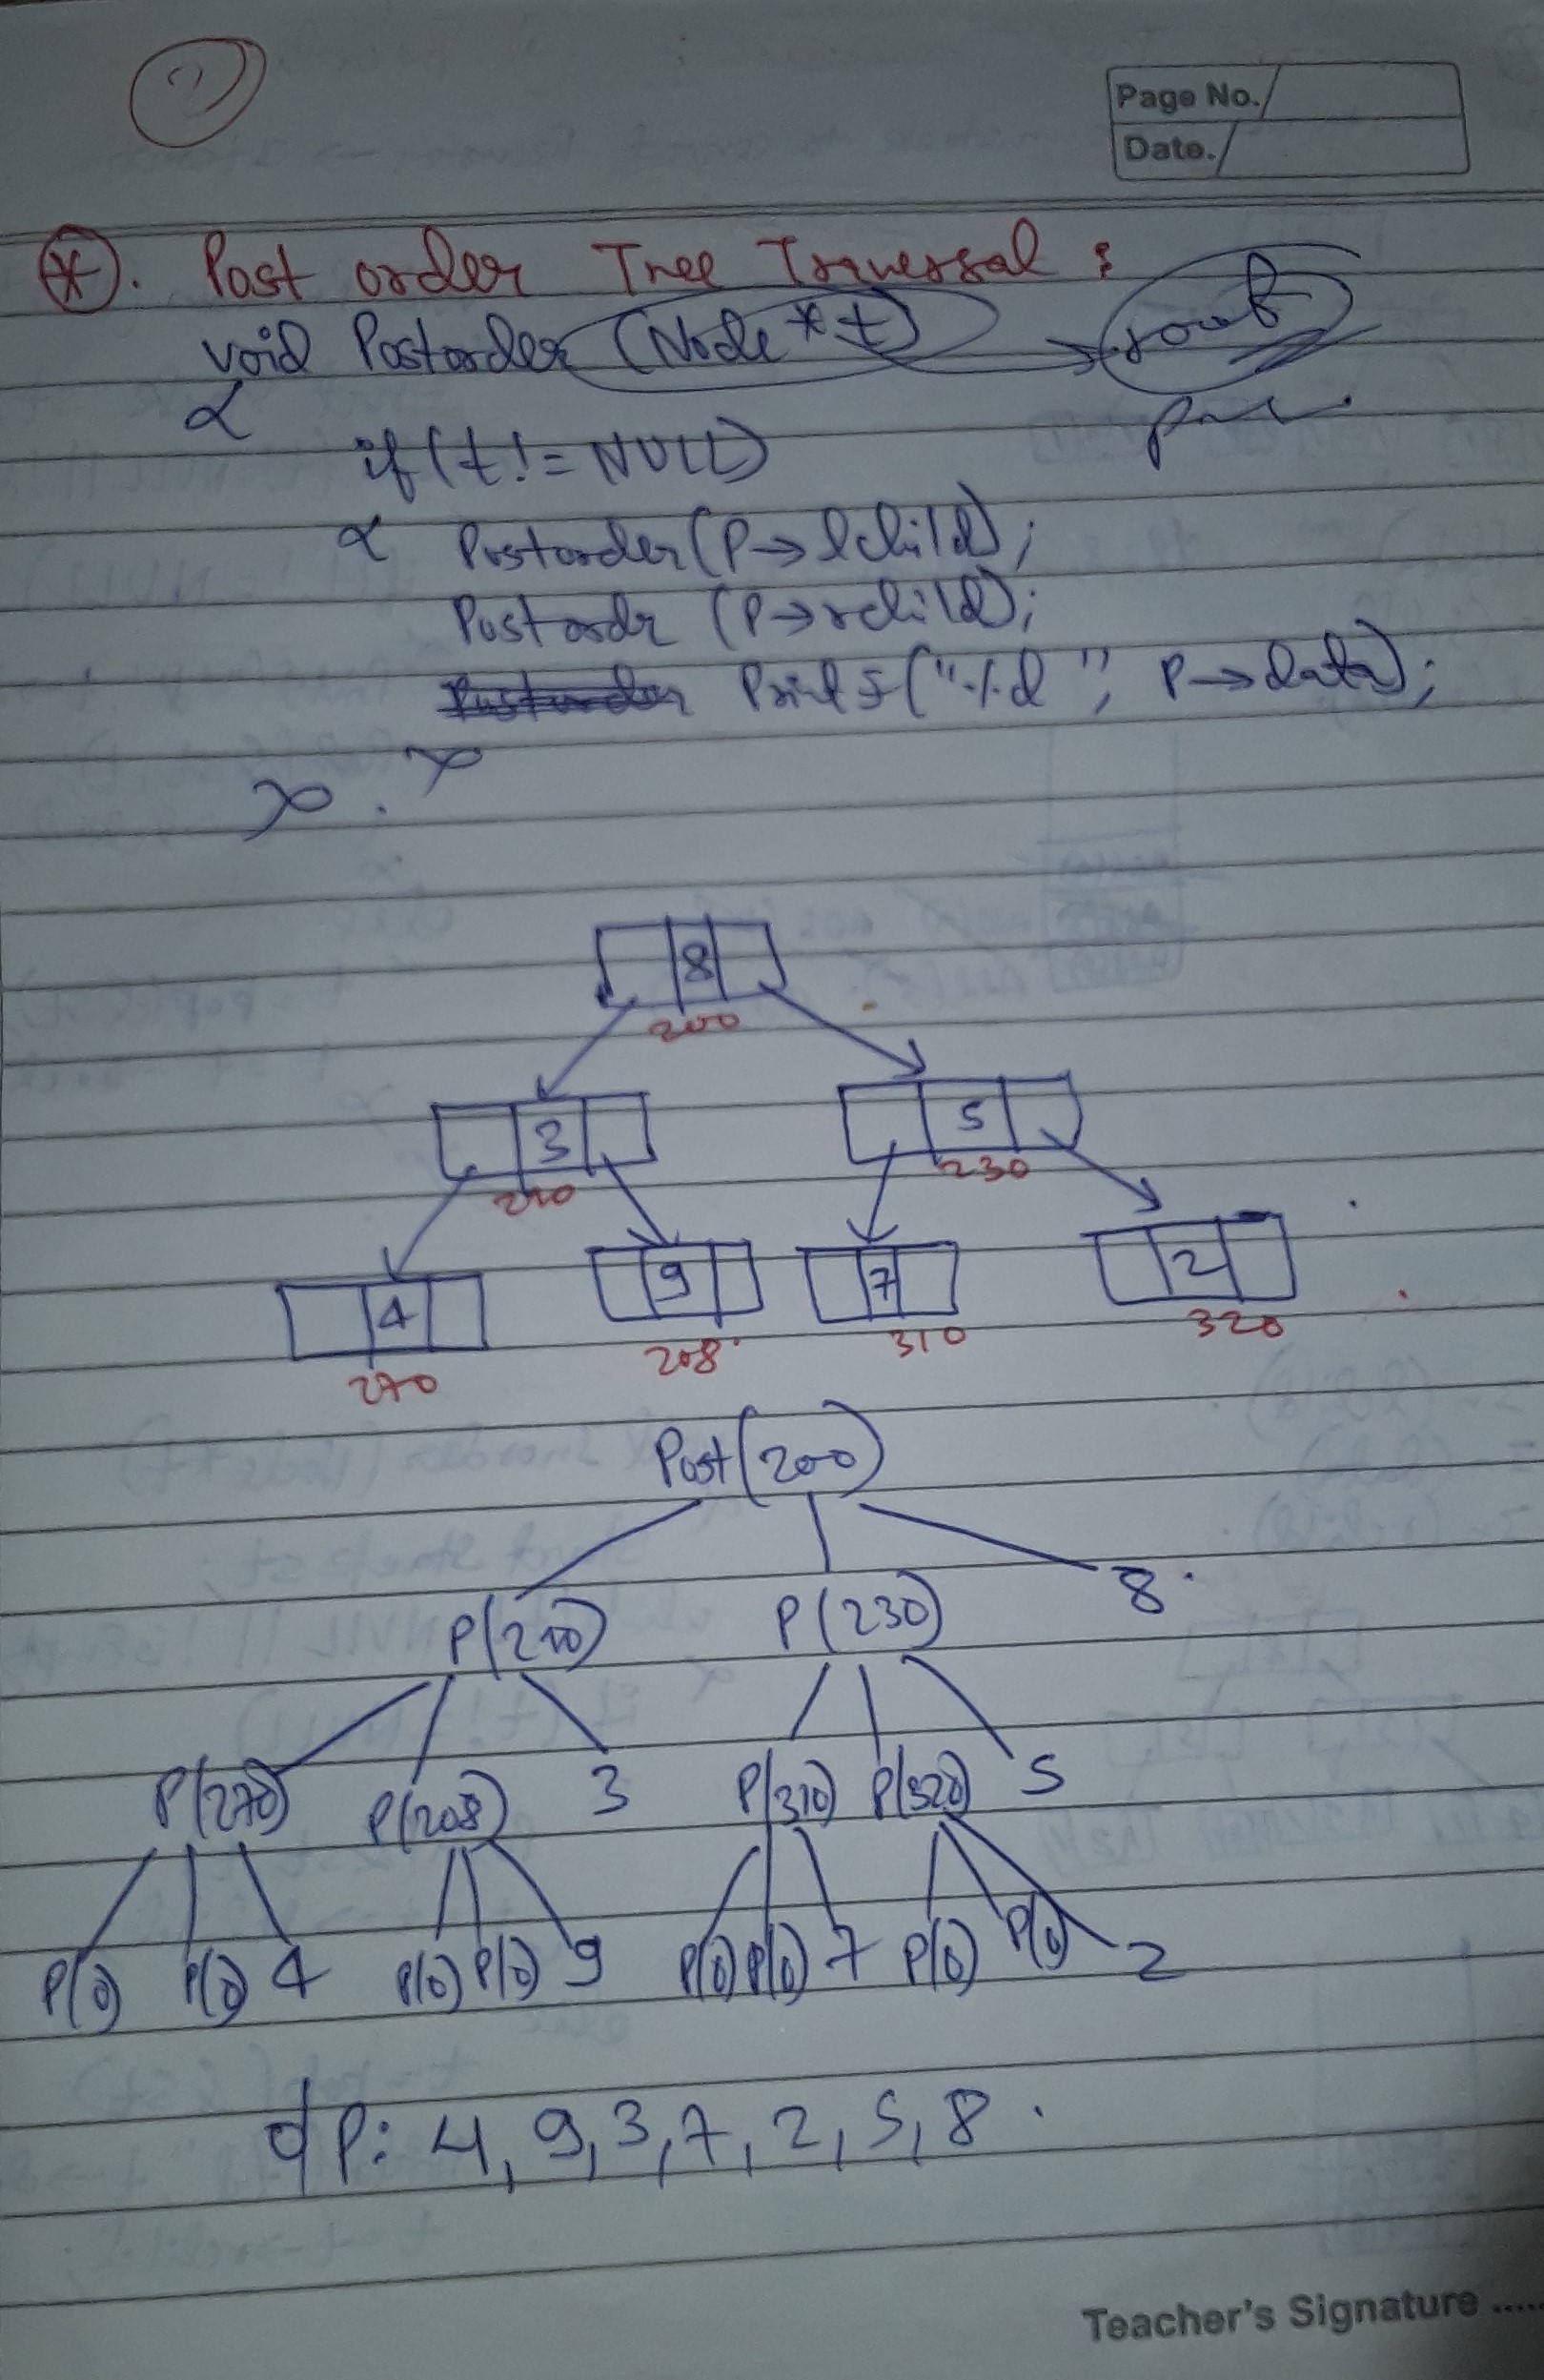 2
Page No.
Date.
(*). Post order Tree Traversal :
void Postorder (Node *t) → root
{
if (t != NULL)
{ Postorder(P→lchild);
Postorder (P→rchild);
Printf("%d", P→data);
}
}
8
200
3 5
210 230
4 9 7 2
270 208 310 320
Post(200)
P(210) P(230) 8
P(270) P(208) 3 P(310) P(320) 5
P(0) P(0) 4 P(0) P(0) 9 P(0) P(0) 7 P(0) P(0) 2
o/P: 4, 9, 3, 7, 2, 5, 8.
Teacher's Signature .....